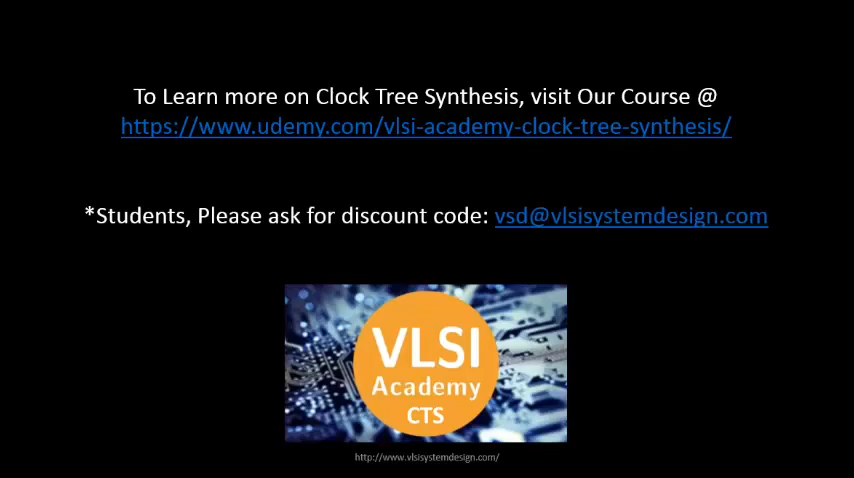 To Learn more on Clock Tree Synthesis, visit Our Course @
https://www.udemy.com/vlsi-academy-clock-tree-synthesis/
*Students, Please ask for discount code: vsd@vlsisystemdesign.com
VLSI
Academy
CTS
http://www.vlsisystemdesign.com/